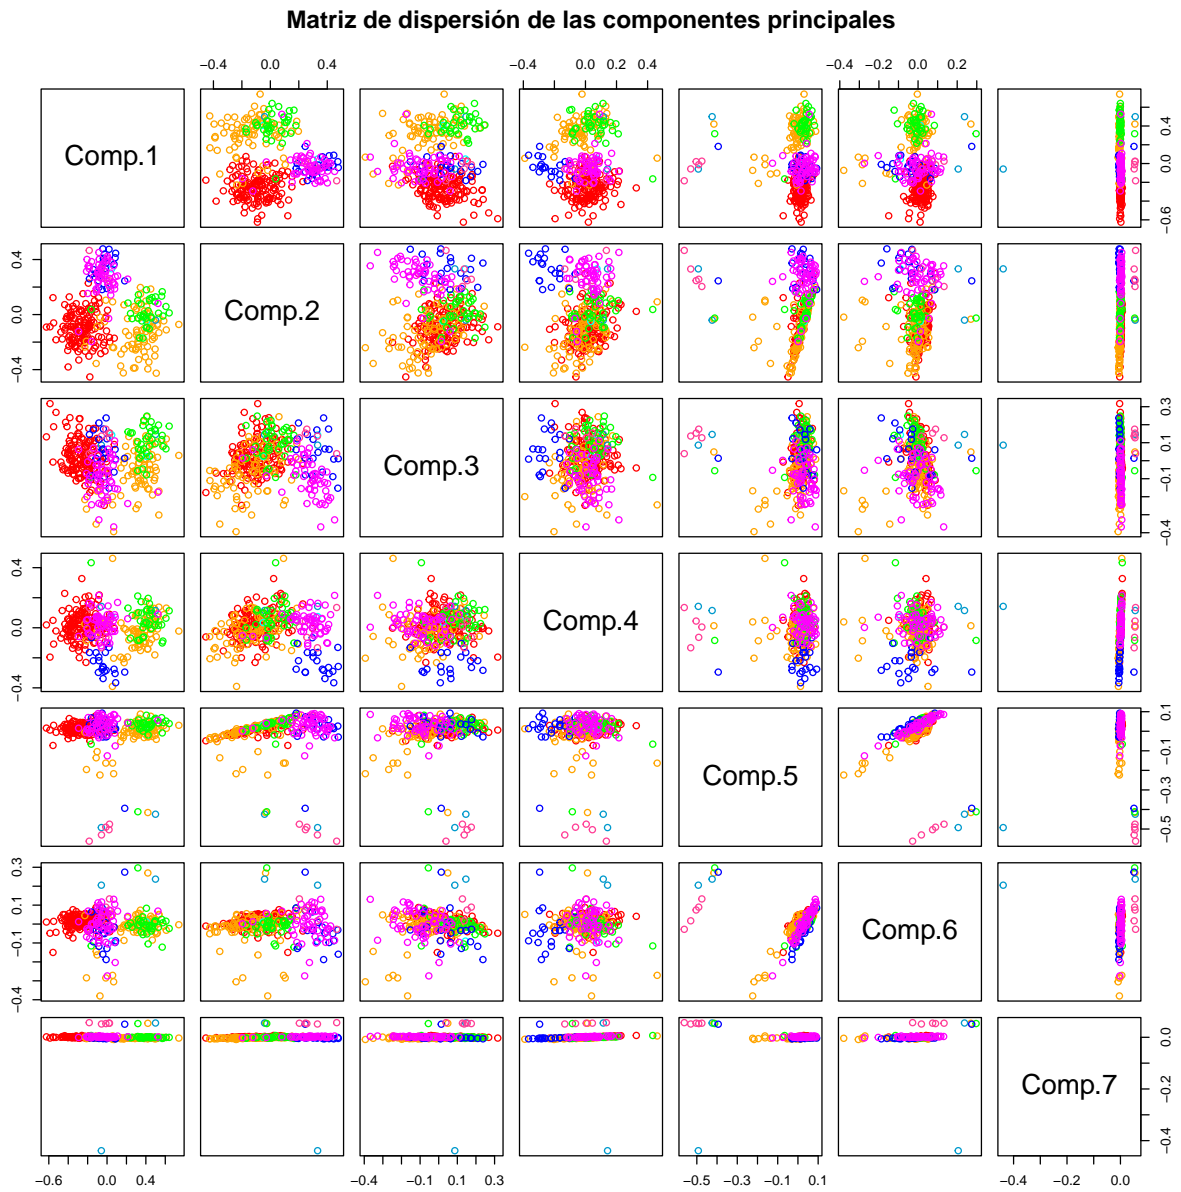 Matriz de dispersión de las componentes principales
−0.4 0.0 0.4
−0.4 0.0 0.2 0.4
−0.4 0.0 0.3
Comp.1
−0.6 0.0 0.4
−0.4 0.0 0.4
Comp.2
Comp.3
−0.4 −0.1 0.1 0.3
−0.4 0.0 0.4
Comp.4
Comp.5
−0.5 −0.3 −0.1 0.1
−0.4 −0.1 0.1 0.3
Comp.6
Comp.7
−0.4 −0.2 0.0
−0.6 0.0 0.4
−0.4 −0.1 0.1 0.3
−0.5 −0.3 −0.1 0.1
−0.4 −0.2 0.0